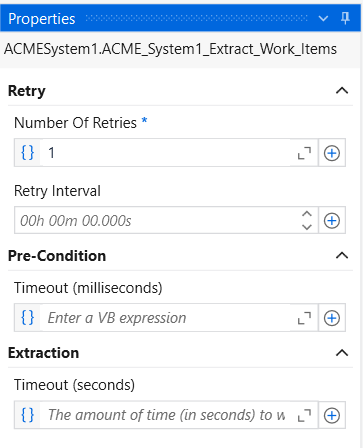 Properties
ACMESystem1.ACME_System1_Extract_Work_Items
Retry
Number Of Retries *
{} 1
Retry Interval
00h 00m 00.000s
Pre-Condition
Timeout (milliseconds)
{} Enter a VB expression
Extraction
Timeout (seconds)
{} The amount of time (in seconds) to w